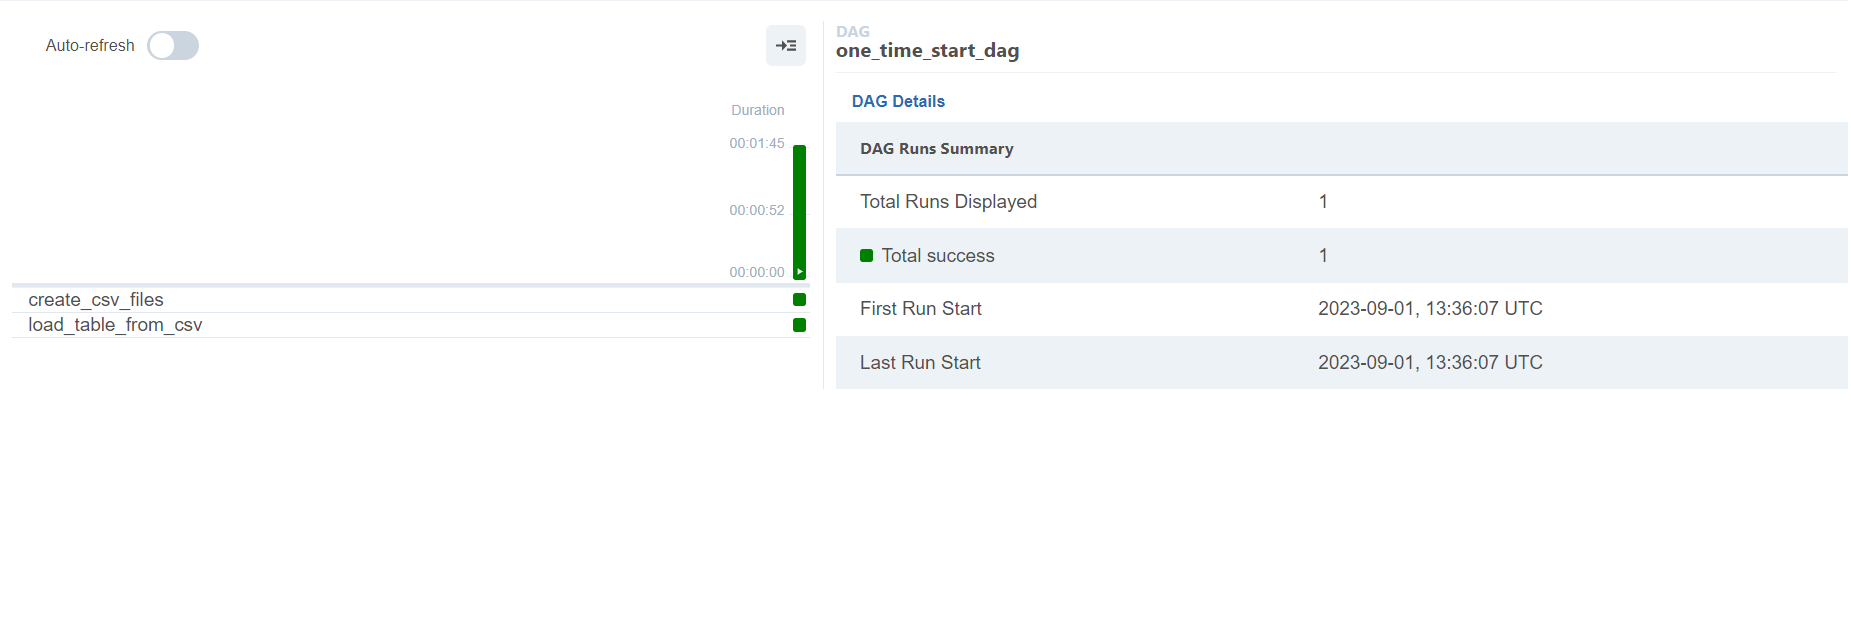 Auto-refresh
Duration
00:01:45
00:00:52
00:00:00
create_csv_files
load_table_from_csv
DAG
one_time_start_dag
DAG Details
DAG Runs Summary
Total Runs Displayed 1
Total success 1
First Run Start 2023-09-01, 13:36:07 UTC
Last Run Start 2023-09-01, 13:36:07 UTC